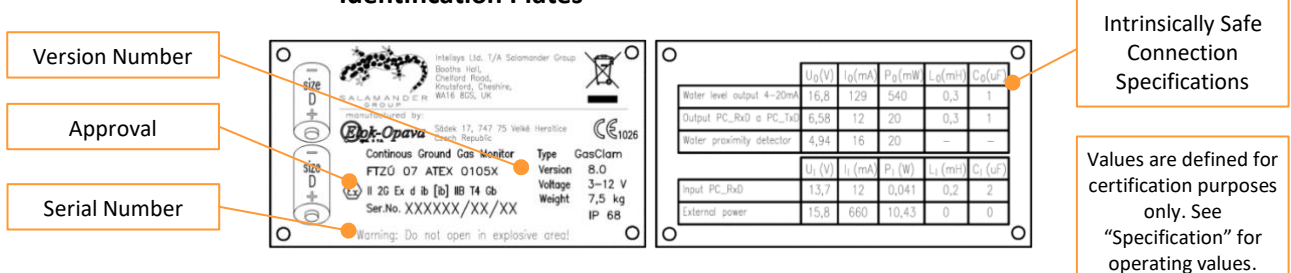 Identification Plates
Version Number
Approval
Serial Number
size
D
size
D
SALAMANDER
GROUP
Intelisys Ltd. T/A Salamander Group
Booths Hall,
Chelford Road,
Knutsford, Cheshire,
WA16 8QS, UK
manufactured by:
Elok-Opava
Sádek 17, 747 75 Velké Heraltice
Czech Republic
CE 1026
Continous Ground Gas Monitor Type GasClam
FTZÚ 07 ATEX 0105X Version 8.0
Voltage 3-12 V
Ex II 2G Ex d ib [ib] IIB T4 Gb
Weight 7,5 kg
Ser.No. XXXXXX/XX/XX
IP 68
Warning: Do not open in explosive area!
U0(V) I0(mA) P0(mW) L0(mH) C0(uF)
Water level output 4-20mA 16,8 129 540 0,3 1
Output PC_RxD a PC_TxD 6,58 12 20 0,3 1
Water proximity detector 4,94 16 20 - -
UI (V) II (mA) PI (W) LI (mH) CI (uF)
Input PC_RxD 13,7 12 0,041 0,2 2
External power 15,8 660 10,43 0 0
Intrinsically Safe
Connection
Specifications
Values are defined for
certification purposes
only. See
“Specification” for
operating values.